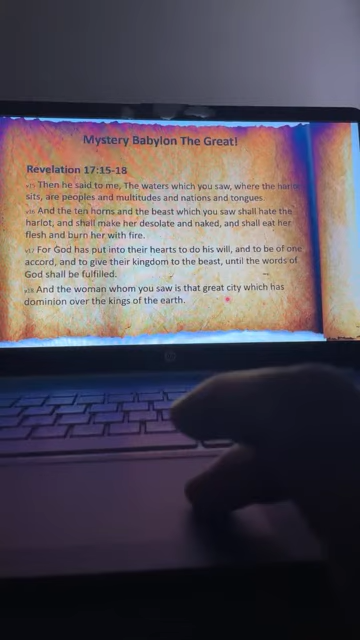 Mystery Babylon The Great!
Revelation 17:15-18
v15 Then he said to me, The waters which you saw, where the harlot
sits, are peoples and multitudes and nations and tongues
v16 And the ten horns and the beast which you saw shall hate the
harlot, and shall make her desolate and naked, and shall eat her
flesh and burn her with fire.
v17 For God has put into their hearts to do his will, and to be of one
accord, and to give their kingdom to the beast, until the words of
God shall be fulfilled.
v18 And the woman whom you saw is that great city which has
dominion over the kings of the earth.
hp